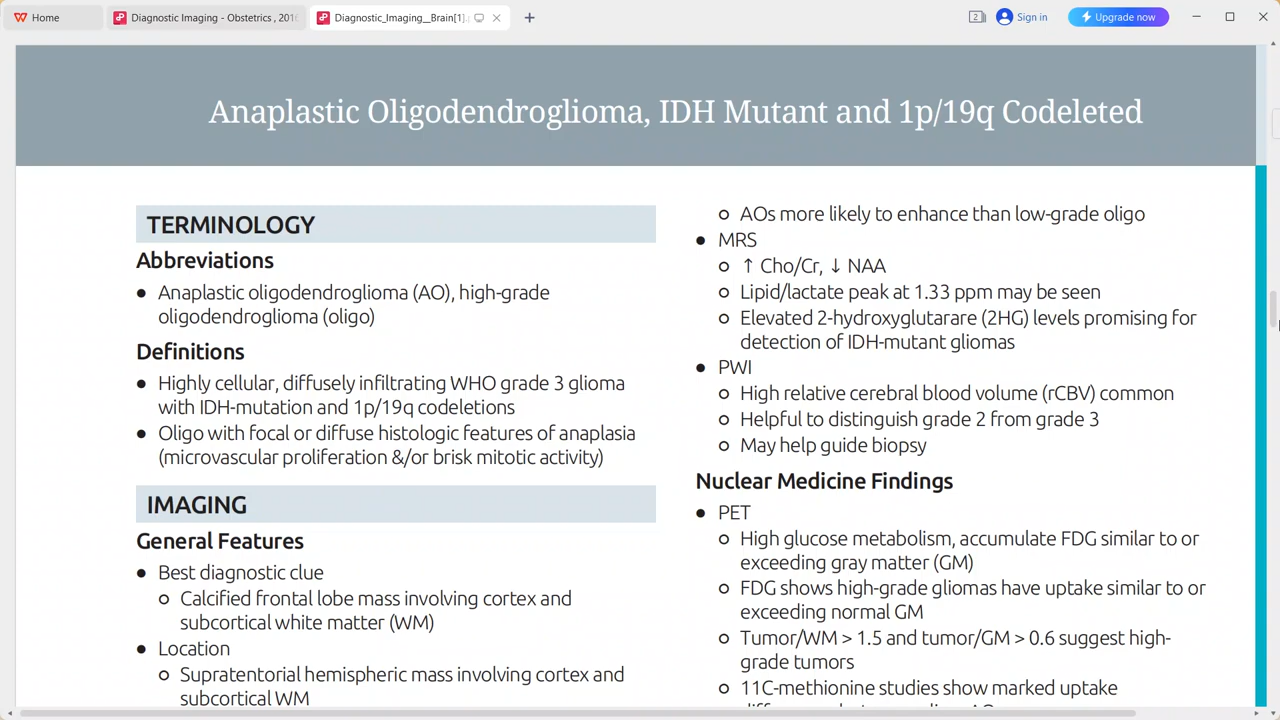 Home
Diagnostic Imaging - Obstetrics , 2016
Diagnostic_Imaging__Brain[1].
2
Sign in
Upgrade now
Anaplastic Oligodendroglioma, IDH Mutant and 1p/19q Codeleted
TERMINOLOGY
Abbreviations
• Anaplastic oligodendroglioma (AO), high-grade
oligodendroglioma (oligo)
Definitions
• Highly cellular, diffusely infiltrating WHO grade 3 glioma
with IDH-mutation and 1p/19q codeletions
• Oligo with focal or diffuse histologic features of anaplasia
(microvascular proliferation &/or brisk mitotic activity)
IMAGING
General Features
• Best diagnostic clue
○ Calcified frontal lobe mass involving cortex and
subcortical white matter (WM)
• Location
○ Supratentorial hemispheric mass involving cortex and
subcortical WM
○ AOs more likely to enhance than low-grade oligo
• MRS
○ ↑ Cho/Cr, ↓ NAA
○ Lipid/lactate peak at 1.33 ppm may be seen
○ Elevated 2-hydroxyglutarare (2HG) levels promising for
detection of IDH-mutant gliomas
• PWI
○ High relative cerebral blood volume (rCBV) common
○ Helpful to distinguish grade 2 from grade 3
○ May help guide biopsy
Nuclear Medicine Findings
• PET
○ High glucose metabolism, accumulate FDG similar to or
exceeding gray matter (GM)
○ FDG shows high-grade gliomas have uptake similar to or
exceeding normal GM
○ Tumor/WM > 1.5 and tumor/GM > 0.6 suggest high-
grade tumors
○ 11C-methionine studies show marked uptake